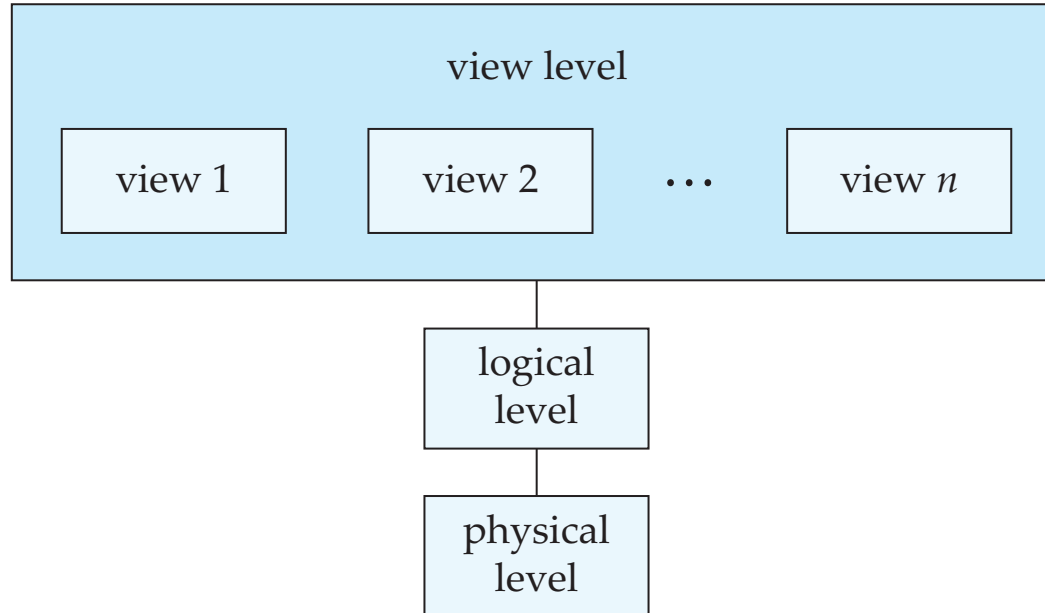 view level
view 1
view 2
...
view n
logical
level
physical
level